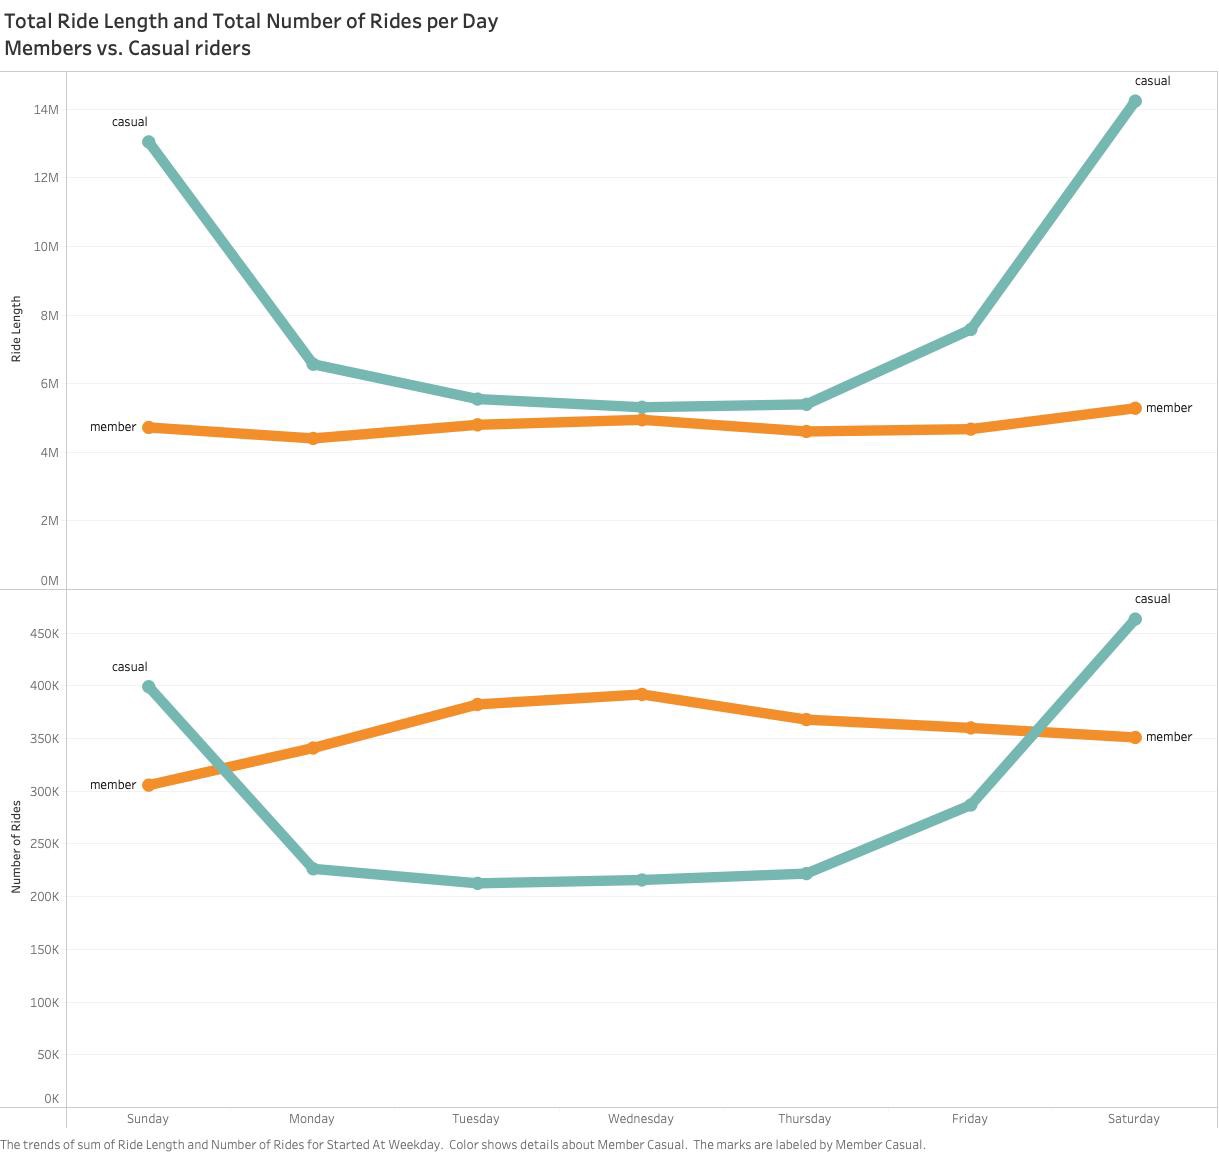 Total Ride Length and Total Number of Rides per Day
Members vs. Casual riders
casual
casual
14M
12M
10M
8M
6M
4M
2M
0M
Ride Length
member
member
casual
casual
450K
400K
350K
300K
250K
200K
150K
100K
50K
0K
Number of Rides
member
member
Sunday Monday Tuesday Wednesday Thursday Friday Saturday
The trends of sum of Ride Length and Number of Rides for Started At Weekday. Color shows details about Member Casual. The marks are labeled by Member Casual.